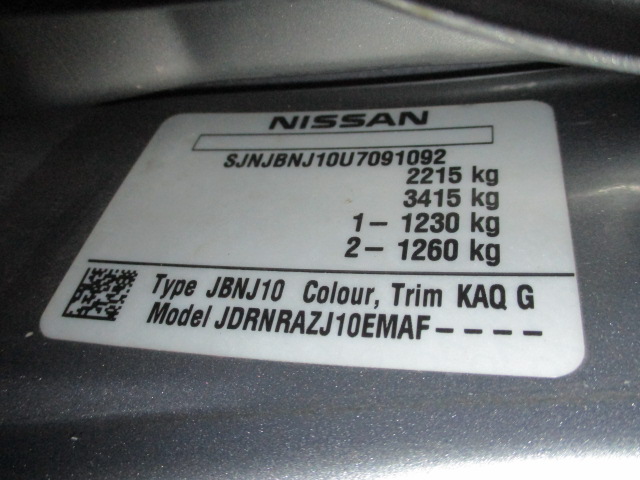 NISSAN
SJNJBNJ10U7091092
2215 kg
3415 kg
1- 1230 kg
2- 1260 kg
Type JBNJ10 Colour, Trim KAQ G
Model JDRNRAZJ10EMAF----